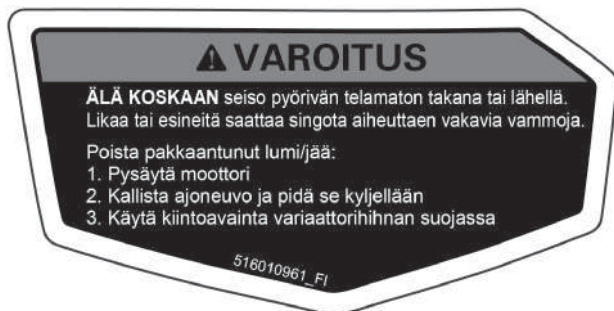 VAROITUS
ÄLÄ KOSKAAN seiso pyörivän telamaton takana tai lähellä.
Likaa tai esineitä saattaa singota aiheuttaen vakavia vammoja.
Poista pakkaantunut lumi/jää:
1. Pysäytä moottori
2. Kallista ajoneuvo ja pidä se kyljellään
3. Käytä kiintoavainta variaattorihihnan suojassa
516010961_FI